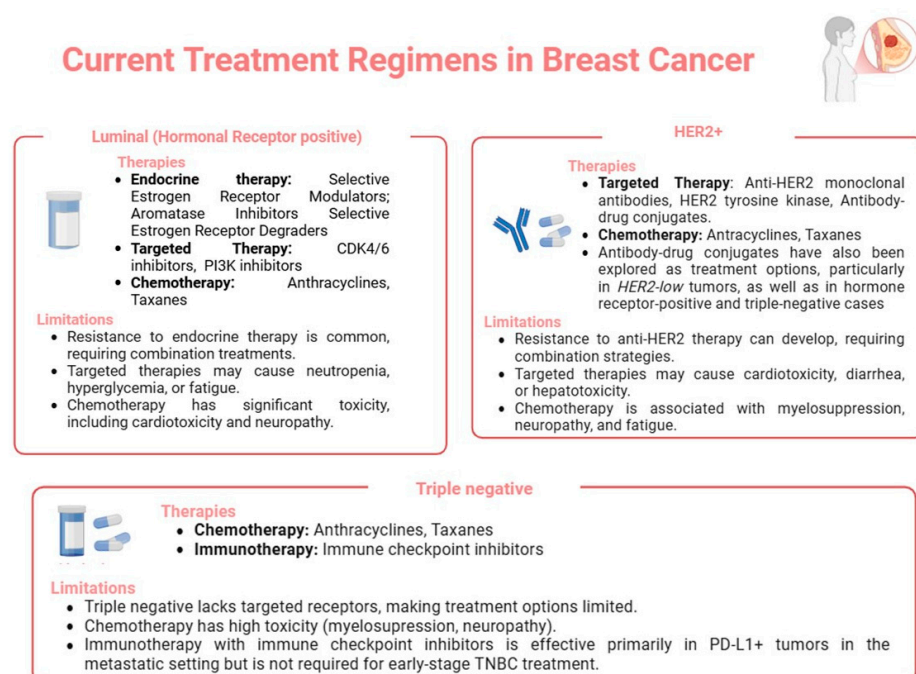 Current Treatment Regimens in Breast Cancer
Luminal (Hormonal Receptor positive)
Therapies
• Endocrine therapy: Selective
Estrogen Receptor Modulators;
Aromatase Inhibitors Selective
Estrogen Receptor Degraders
• Targeted Therapy: CDK4/6
inhibitors, PI3K inhibitors
• Chemotherapy: Anthracyclines,
Taxanes
Limitations
• Resistance to endocrine therapy is common,
requiring combination treatments.
• Targeted therapies may cause neutropenia,
hyperglycemia, or fatigue.
• Chemotherapy has significant toxicity,
including cardiotoxicity and neuropathy.
HER2+
Therapies
• Targeted Therapy: Anti-HER2 monoclonal
antibodies, HER2 tyrosine kinase, Antibody-
drug conjugates.
• Chemotherapy: Antracyclines, Taxanes
• Antibody-drug conjugates have also been
explored as treatment options, particularly
in HER2-low tumors, as well as in hormone
receptor-positive and triple-negative cases
Limitations
• Resistance to anti-HER2 therapy can develop, requiring
combination strategies.
• Targeted therapies may cause cardiotoxicity, diarrhea,
or hepatotoxicity.
• Chemotherapy is associated with myelosuppression,
neuropathy, and fatigue.
Triple negative
Therapies
• Chemotherapy: Anthracyclines, Taxanes
• Immunotherapy: Immune checkpoint inhibitors
Limitations
• Triple negative lacks targeted receptors, making treatment options limited.
• Chemotherapy has high toxicity (myelosupression, neuropathy).
• Immunotherapy with immune checkpoint inhibitors is effective primarily in PD-L1+ tumors in the
metastatic setting but is not required for early-stage TNBC treatment.